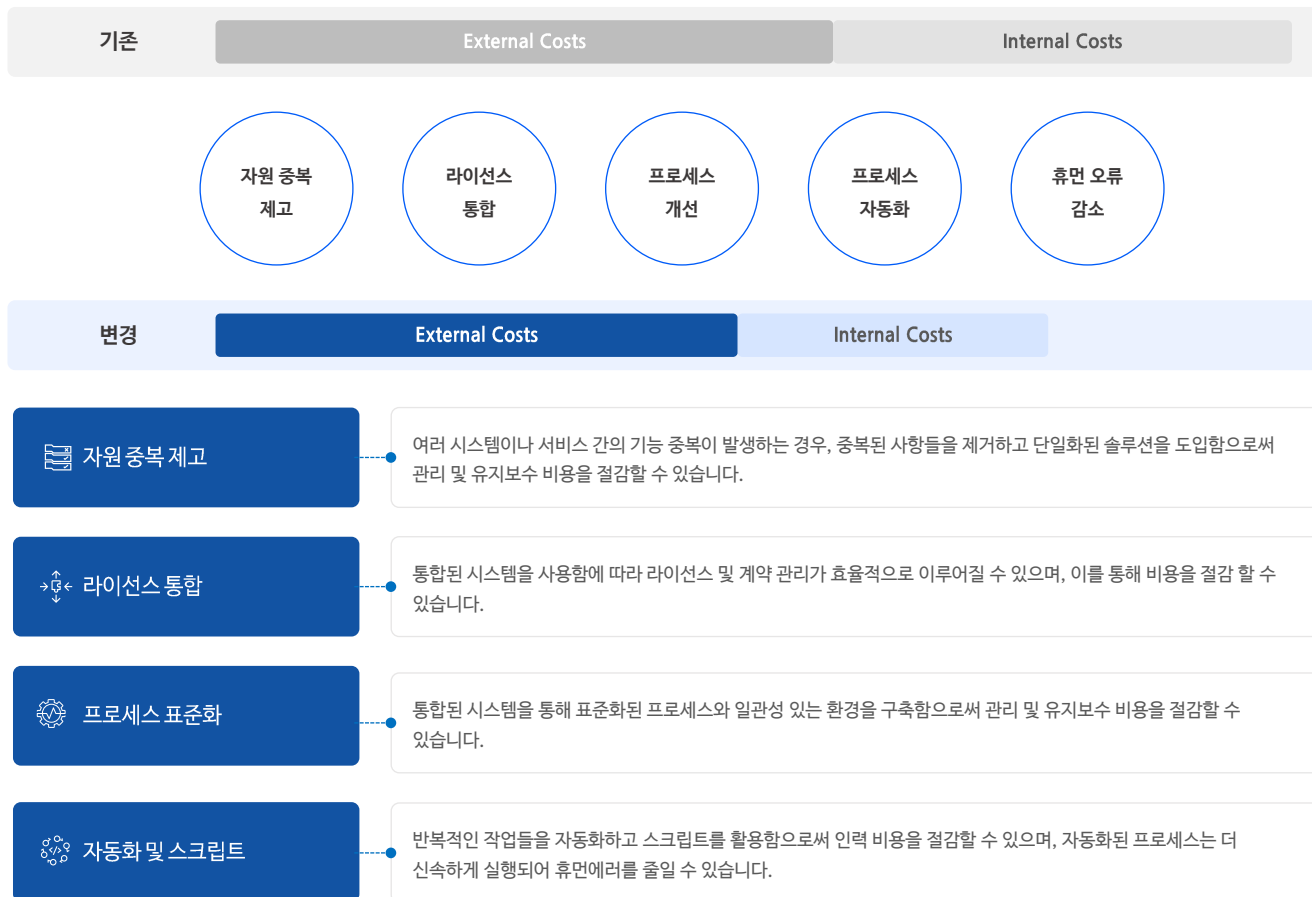 기존
External Costs
Internal Costs
자원 중복
제고
라이선스
통합
프로세스
개선
프로세스
자동화
휴먼 오류
감소
변경
External Costs
Internal Costs
자원 중복 제고
여러 시스템이나 서비스 간의 기능 중복이 발생하는 경우, 중복된 사항들을 제거하고 단일화된 솔루션을 도입함으로써
관리 및 유지보수 비용을 절감할 수 있습니다.
라이선스 통합
통합된 시스템을 사용함에 따라 라이선스 및 계약 관리가 효율적으로 이루어질 수 있으며, 이를 통해 비용을 절감 할 수
있습니다.
프로세스 표준화
통합된 시스템을 통해 표준화된 프로세스와 일관성 있는 환경을 구축함으로써 관리 및 유지보수 비용을 절감할 수
있습니다.
자동화 및 스크립트
반복적인 작업들을 자동화하고 스크립트를 활용함으로써 인력 비용을 절감할 수 있으며, 자동화된 프로세스는 더
신속하게 실행되어 휴먼에러를 줄일 수 있습니다.